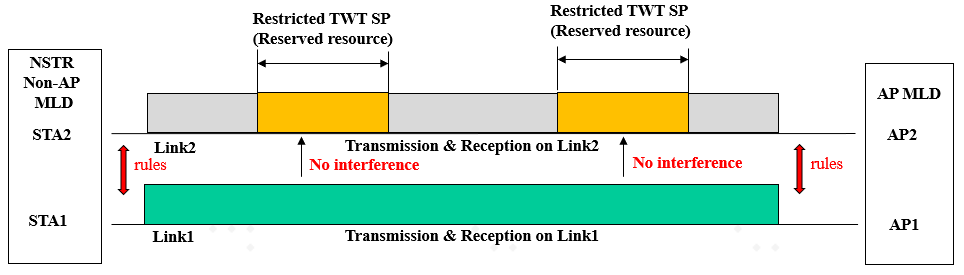 Restricted TWT SP
(Reserved resource)
Restricted TWT SP
(Reserved resource)
NSTR
Non-AP
MLD
STA2
STA1
AP MLD
AP2
AP1
Link2
Transmission & Reception on Link2
rules
No interference
No interference
rules
Link1
Transmission & Reception on Link1